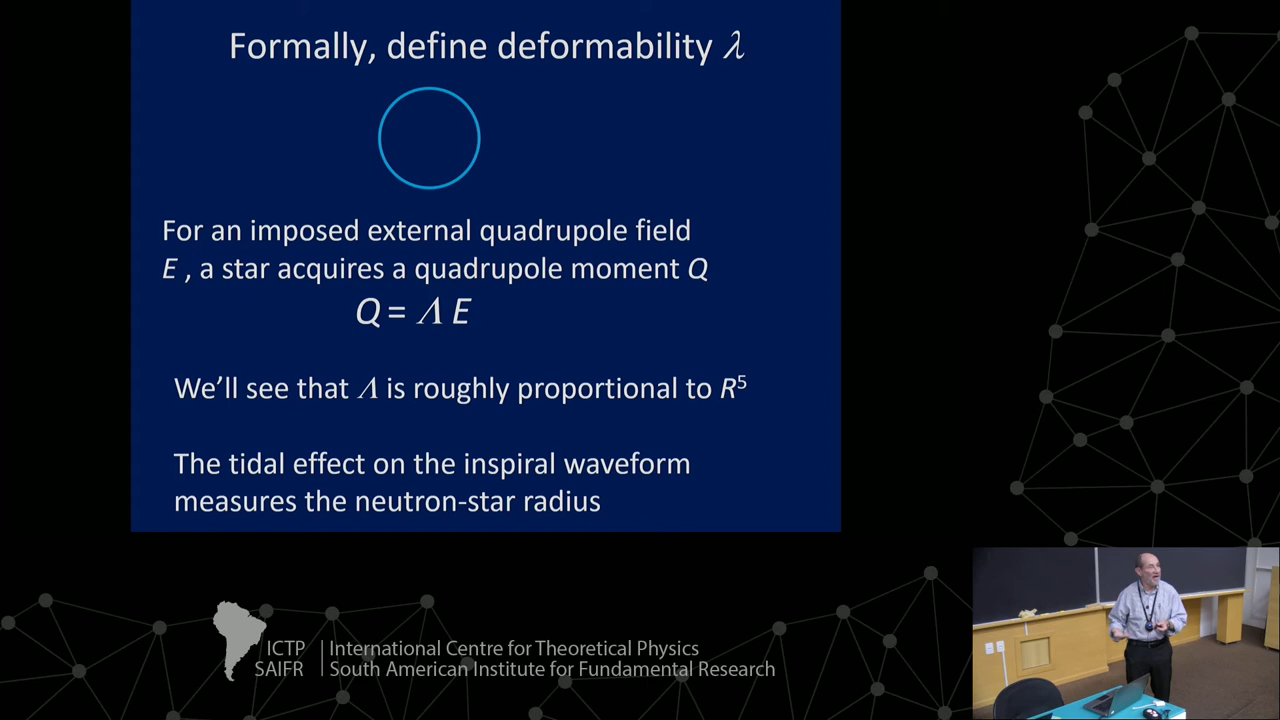 Formally, define deformability λ
For an imposed external quadrupole field
E , a star acquires a quadrupole moment Q
Q = Λ E
We'll see that Λ is roughly proportional to R⁵
The tidal effect on the inspiral waveform
measures the neutron-star radius
ICTP
SAIFR
International Centre for Theoretical Physics
South American Institute for Fundamental Research